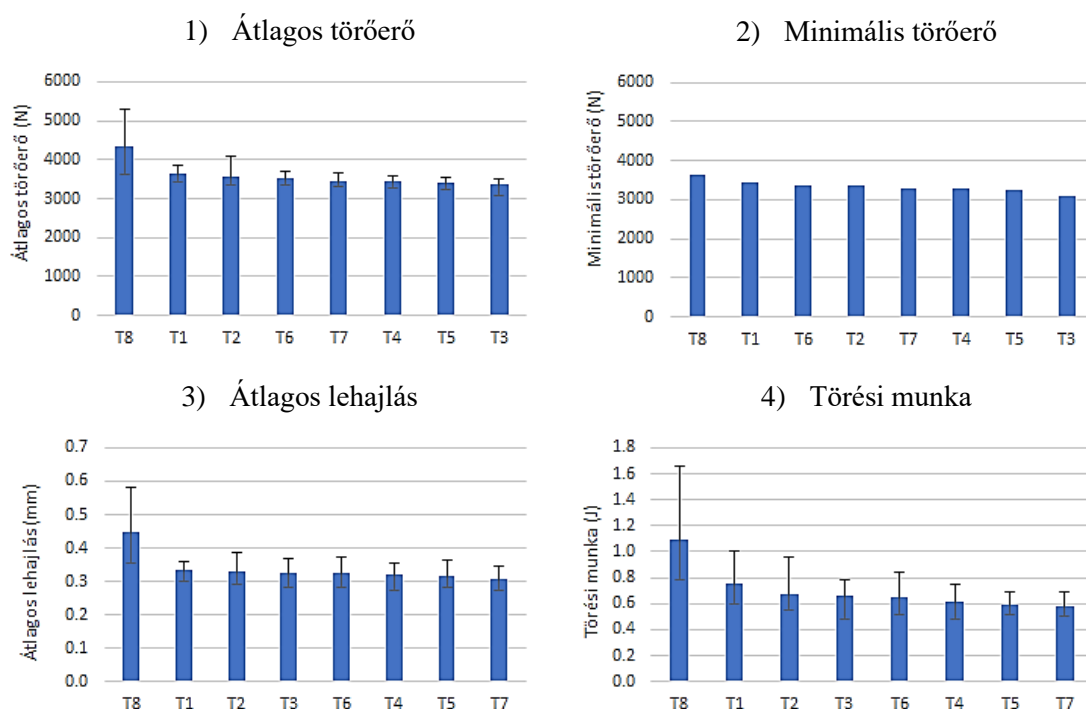 1) Átlagos törőerő
Átlagos törőerő (N)
6000
5000
4000
3000
2000
1000
0
T8 T1 T2 T6 T7 T4 T5 T3
2) Minimális törőerő
Minimális törőerő (N)
6000
5000
4000
3000
2000
1000
0
T8 T1 T6 T2 T7 T4 T5 T3
3) Átlagos lehajlás
Átlagos lehajlás (mm)
0.7
0.6
0.5
0.4
0.3
0.2
0.1
0.0
T8 T1 T2 T3 T6 T4 T5 T7
4) Törési munka
Törési munka (J)
1.8
1.6
1.4
1.2
1.0
0.8
0.6
0.4
0.2
0.0
T8 T1 T2 T3 T6 T4 T5 T7